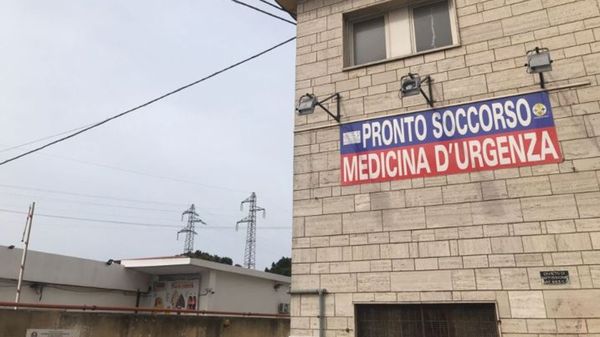 PRONTO SOCCORSO
MEDICINA D'URGENZA